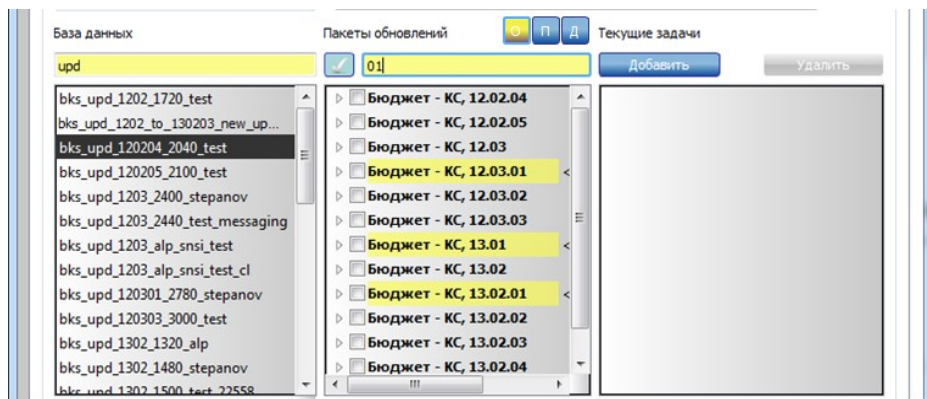 База данных
Пакеты обновлений
О П Д
Текущие задачи
upd
01
Добавить
Удалить
bks_upd_1202_1720_test
bks_upd_1202_to_130203_new_up...
bks_upd_120204_2040_test
bks_upd_120205_2100_test
bks_upd_1203_2400_stepanov
bks_upd_1203_2440_test_messaging
bks_upd_1203_alp_snsi_test
bks_upd_1203_alp_snsi_test_cl
bks_upd_120301_2780_stepanov
bks_upd_120303_3000_test
bks_upd_1302_1320_alp
bks_upd_1302_1480_stepanov
bks_upd_1302_1500_test_22558
Бюджет - КС, 12.02.04
Бюджет - КС, 12.02.05
Бюджет - КС, 12.03
Бюджет - КС, 12.03.01 <
Бюджет - КС, 12.03.02
Бюджет - КС, 12.03.03
Бюджет - КС, 13.01 <
Бюджет - КС, 13.02
Бюджет - КС, 13.02.01 <
Бюджет - КС, 13.02.02
Бюджет - КС, 13.02.03
Бюджет - КС, 13.02.04